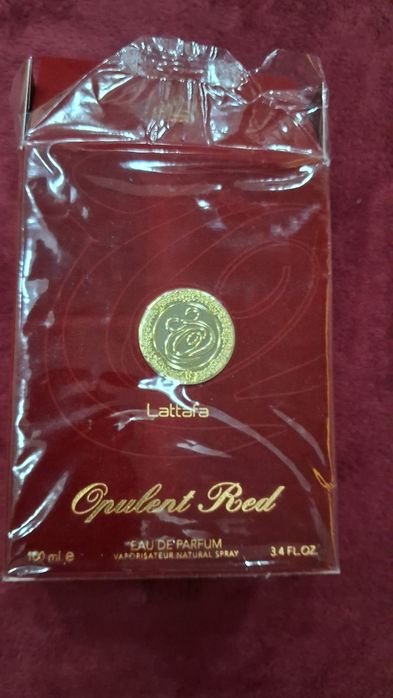 Lattafa
Opulent Red
EAU DE PARFUM
VAPORISATEUR NATURAL SPRAY
100 ml e
3.4 FL.OZ